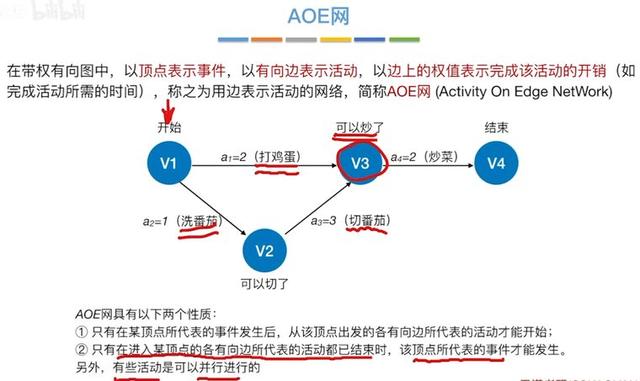 bilibili
AOE网
在带权有向图中，以顶点表示事件，以有向边表示活动，以边上的权值表示完成该活动的开销（如
完成活动所需的时间），称之为用边表示活动的网络，简称AOE网 (Activity On Edge NetWork)
开始
可以炒了
结束
V1
a₁=2（打鸡蛋）
V3
a₄=2（炒菜）
V4
a₂=1（洗番茄）
a₃=3（切番茄）
V2
可以切了
AOE网具有以下两个性质：
① 只有在某顶点所代表的事件发生后，从该顶点出发的各有向边所代表的活动才能开始；
② 只有在进入某顶点的各有向边所代表的活动都已结束时，该顶点所代表的事件才能发生。
另外，有些活动是可以并行进行的